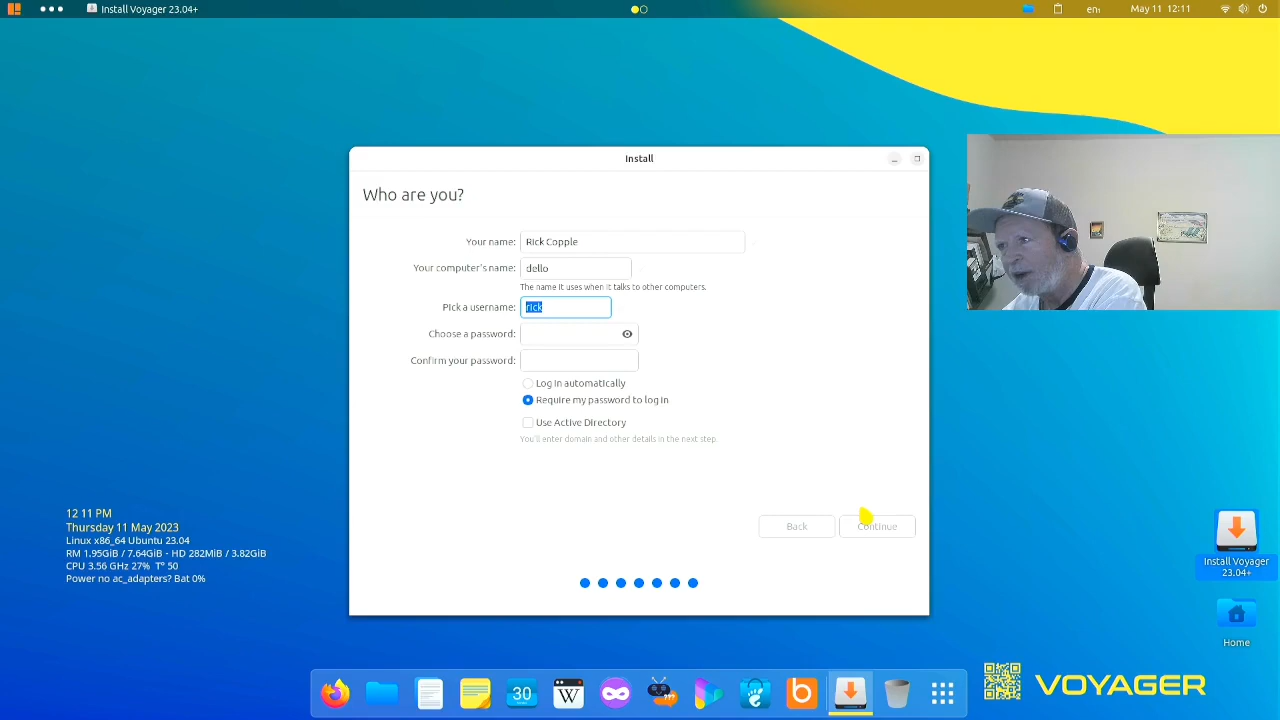 Install Voyager 23.04+
en₁
May 11 12:11
Install
Who are you?
Your name: Rick Copple
Your computer's name: dello
The name it uses when it talks to other computers.
Pick a username: rick
Choose a password:
Confirm your password:
Log in automatically
Require my password to log in
Use Active Directory
You'll enter domain and other details in the next step.
Back
Continue
12 11 PM
Thursday 11 May 2023
Linux x86_64 Ubuntu 23.04
RM 1.95GiB / 7.64GiB - HD 282MiB / 3.82GiB
CPU 3.56 GHz 27% T° 50
Power no ac_adapters? Bat 0%
Install Voyager
23.04+
Home
30
W
b
VOYAGER